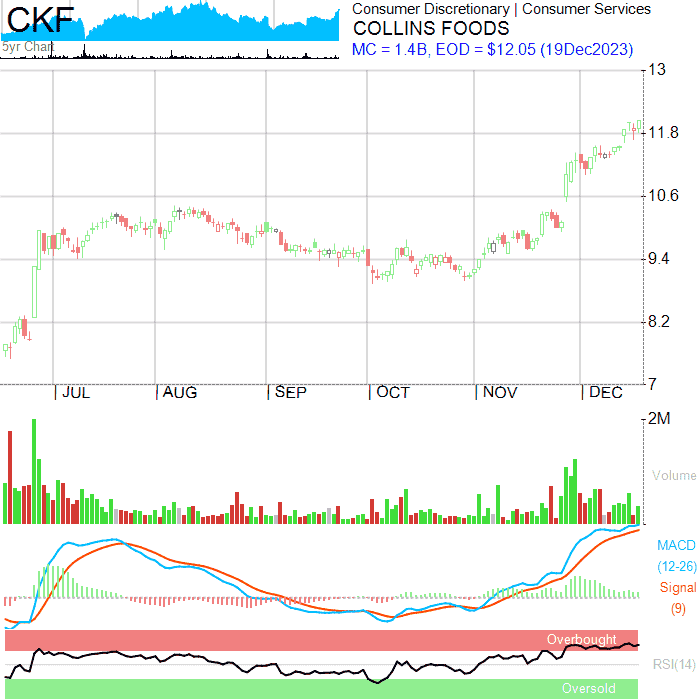 CKF
5yr Chart
Consumer Discretionary | Consumer Services
COLLINS FOODS
MC = 1.4B, EOD = $12.05 (19Dec2023)
13
11.8
10.6
9.4
8.2
7
JUL AUG SEP OCT NOV DEC
2M
Volume
MACD
(12-26)
Signal
(9)
Overbought
RSI(14)
Oversold